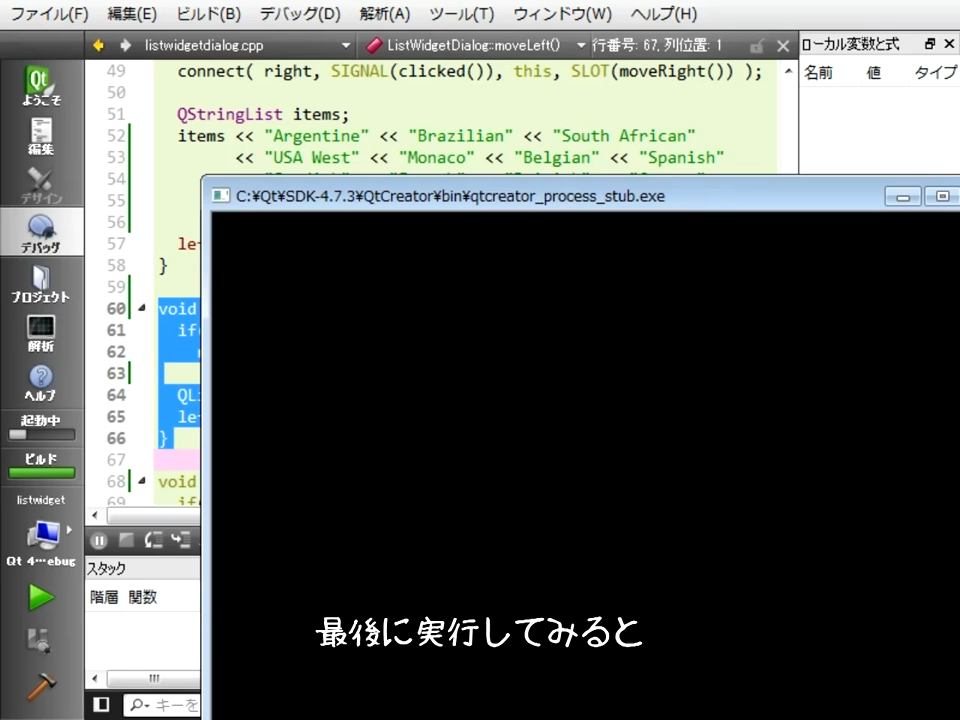 ファイル(F) 編集(E) ビルド(B) デバッグ(D) 解析(A) ツール(T) ウィンドウ(W) ヘルプ(H)
listwidgetdialog.cpp ListWidgetDialog::moveLeft() 行番号: 67, 列位置: 1
ローカル変数と式
名前 値 タイプ
ようこそ
編集
デザイン
デバッグ
プロジェクト
解析
ヘルプ
起動中
ビルド
listwidget
Qt 4…ebug
49 connect( right, SIGNAL(clicked()), this, SLOT(moveRight()) );
50
51 QStringList items;
52 items << "Argentine" << "Brazilian" << "South African"
53 << "USA West" << "Monaco" << "Belgian" << "Spanish"
54
55
56
57
58 }
59
60 void
61 if
62
63
64
65
66 }
67
68 void
69 if
C:¥Qt¥SDK-4.7.3¥QtCreator¥bin¥qtcreator_process_stub.exe
スタック
階層 関数
キーを
最後に実行してみると